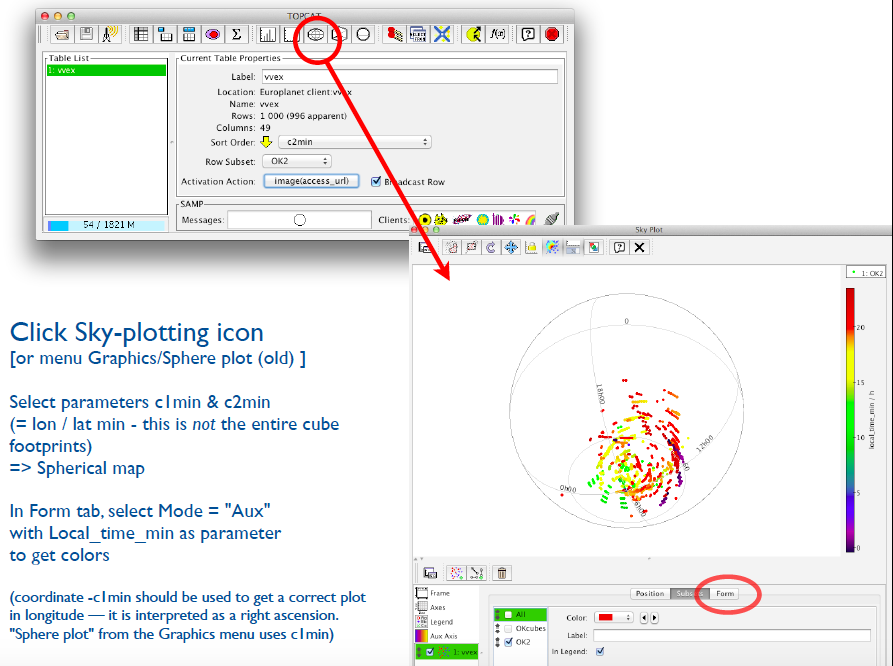 TOPCAT
Σ
f(x)
Table List
1: vvex
54 / 1821 M
Current Table Properties
Label: vvex
Location: Europlanet client:vvex
Name: vvex
Rows: 1 000 (996 apparent)
Columns: 49
Sort Order: c2min
Row Subset: OK2
Activation Action: image(access_url) Broadcast Row
SAMP
Messages: Clients:
Sky Plot
1: OK2
0
18h00
12h00
0h00
20
15
10
5
0
local_time_min / h
Click Sky-plotting icon
[or menu Graphics/Sphere plot (old) ]
Select parameters c1min & c2min
(= lon / lat min - this is not the entire cube
footprints)
=> Spherical map
In Form tab, select Mode = "Aux"
with Local_time_min as parameter
to get colors
(coordinate -c1min should be used to get a correct plot
in longitude — it is interpreted as a right ascension.
"Sphere plot" from the Graphics menu uses c1min)
Frame
Axes
Legend
Aux Axis
1: vvex
Position Subsets Form
All
OKcubes
OK2
Color:
Label:
In Legend: